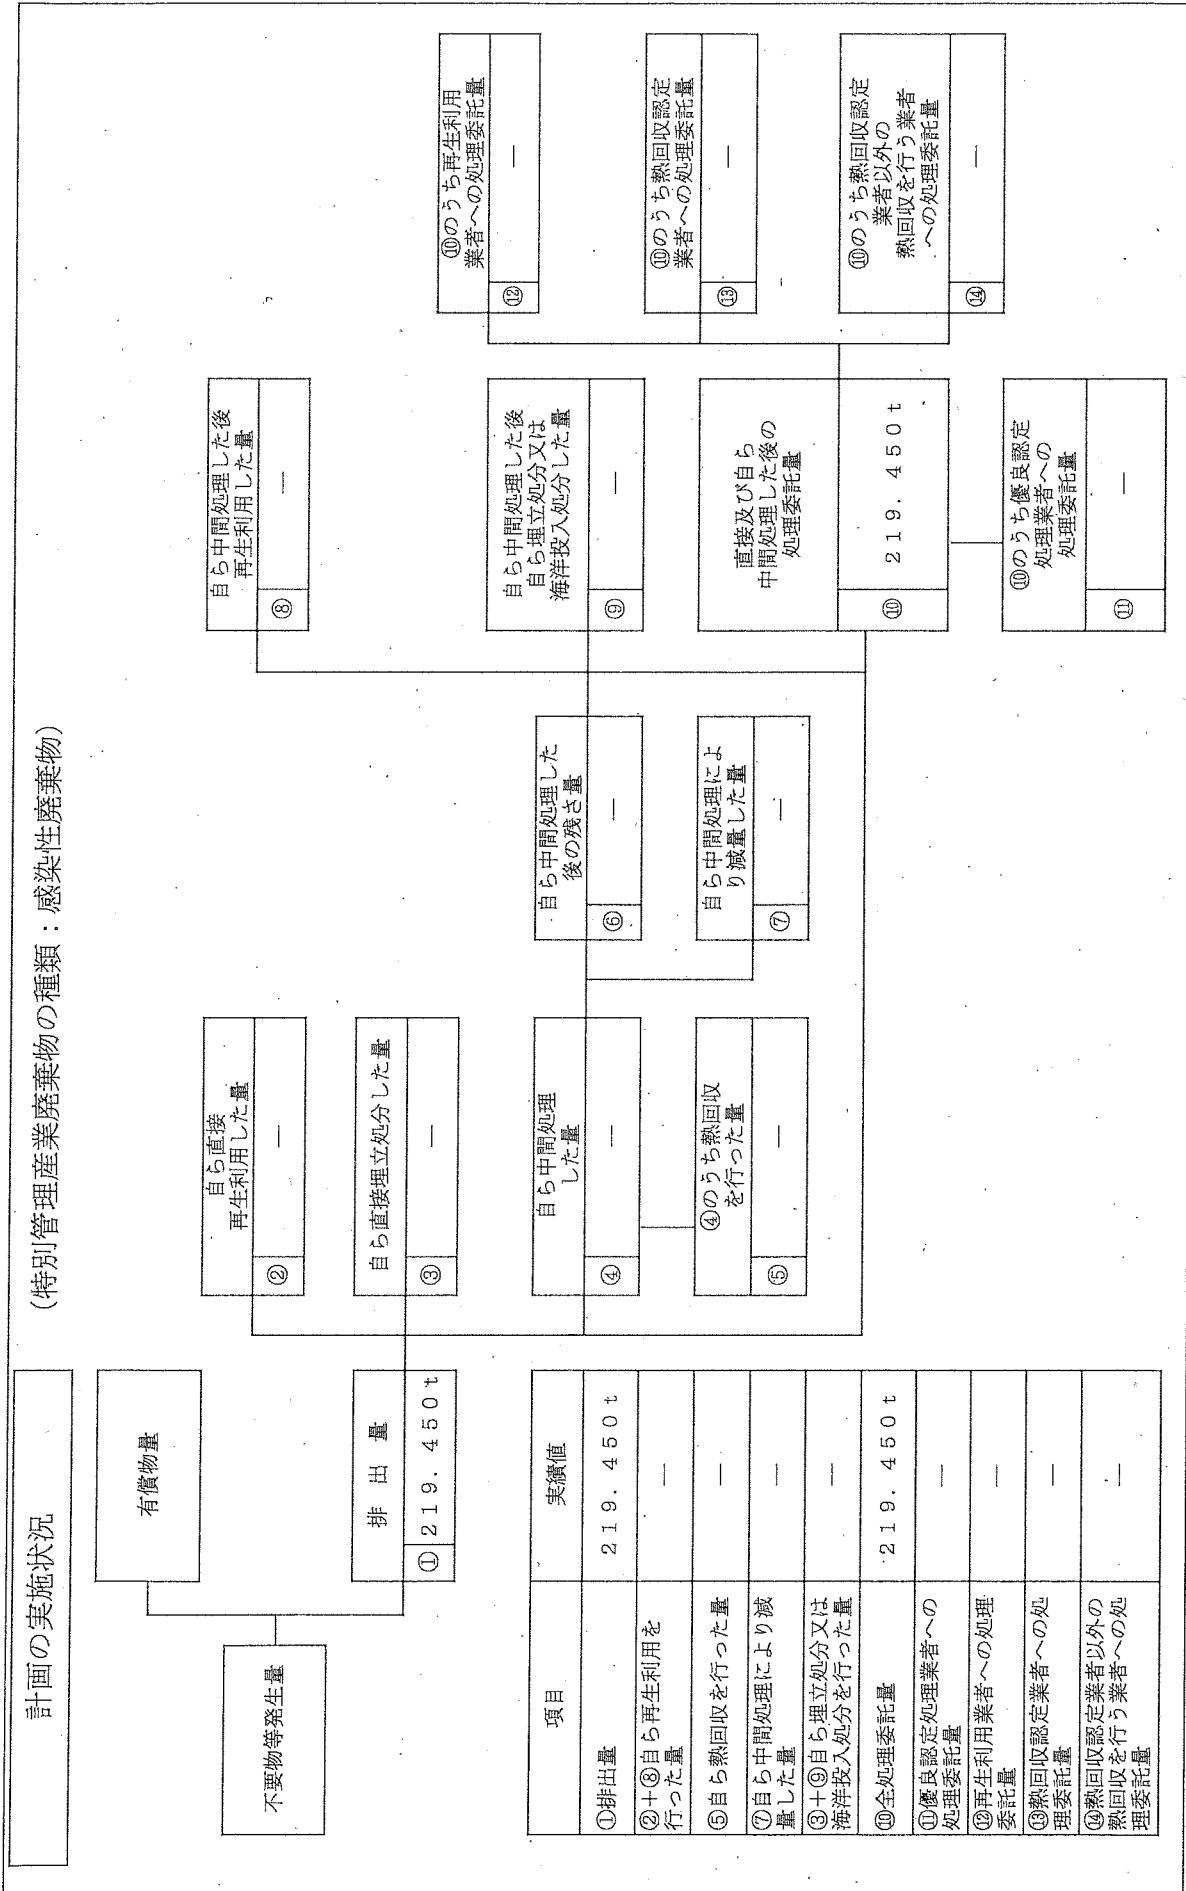 計画の実施状況
(特別管理産業廃棄物の種類：感染性廃棄物)
不要物等発生量
有償物量
排 出 量
① 219.450t
自ら直接
再生利用した量
② —
自ら直接埋立処分した量
③ —
自ら中間処理
した量
④ —
④のうち熱回収
を行った量
⑤ —
自ら中間処理した
後の残さ量
⑥ —
自ら中間処理によ
り減量した量
⑦ —
自ら中間処理した後
再生利用した量
⑧ —
自ら中間処理した後
自ら埋立処分又は
海洋投入処分した量
⑨ —
直接及び自ら
中間処理した後の
処理委託量
⑩ 219.450t
⑩のうち優良認定
処理業者への
処理委託量
⑪ —
⑩のうち再生利用
業者への処理委託量
⑫ —
⑩のうち熱回収認定
業者への処理委託量
⑬ —
⑩のうち熱回収認定
業者以外の
熱回収を行う業者
への処理委託量
⑭ —
項目 実績値
①排出量 219.450t
②+⑧自ら再生利用を
行った量 —
⑤自ら熱回収を行った量 —
⑦自ら中間処理により減
量した量 —
③+⑨自ら埋立処分又は
海洋投入処分を行った量 —
⑩全処理委託量 219.450t
⑪優良認定処理業者への
処理委託量 —
⑫再生利用業者への処理
委託量 —
⑬熱回収認定業者への処
理委託量 —
⑭熱回収認定業者以外の
熱回収を行う業者への処
理委託量 —